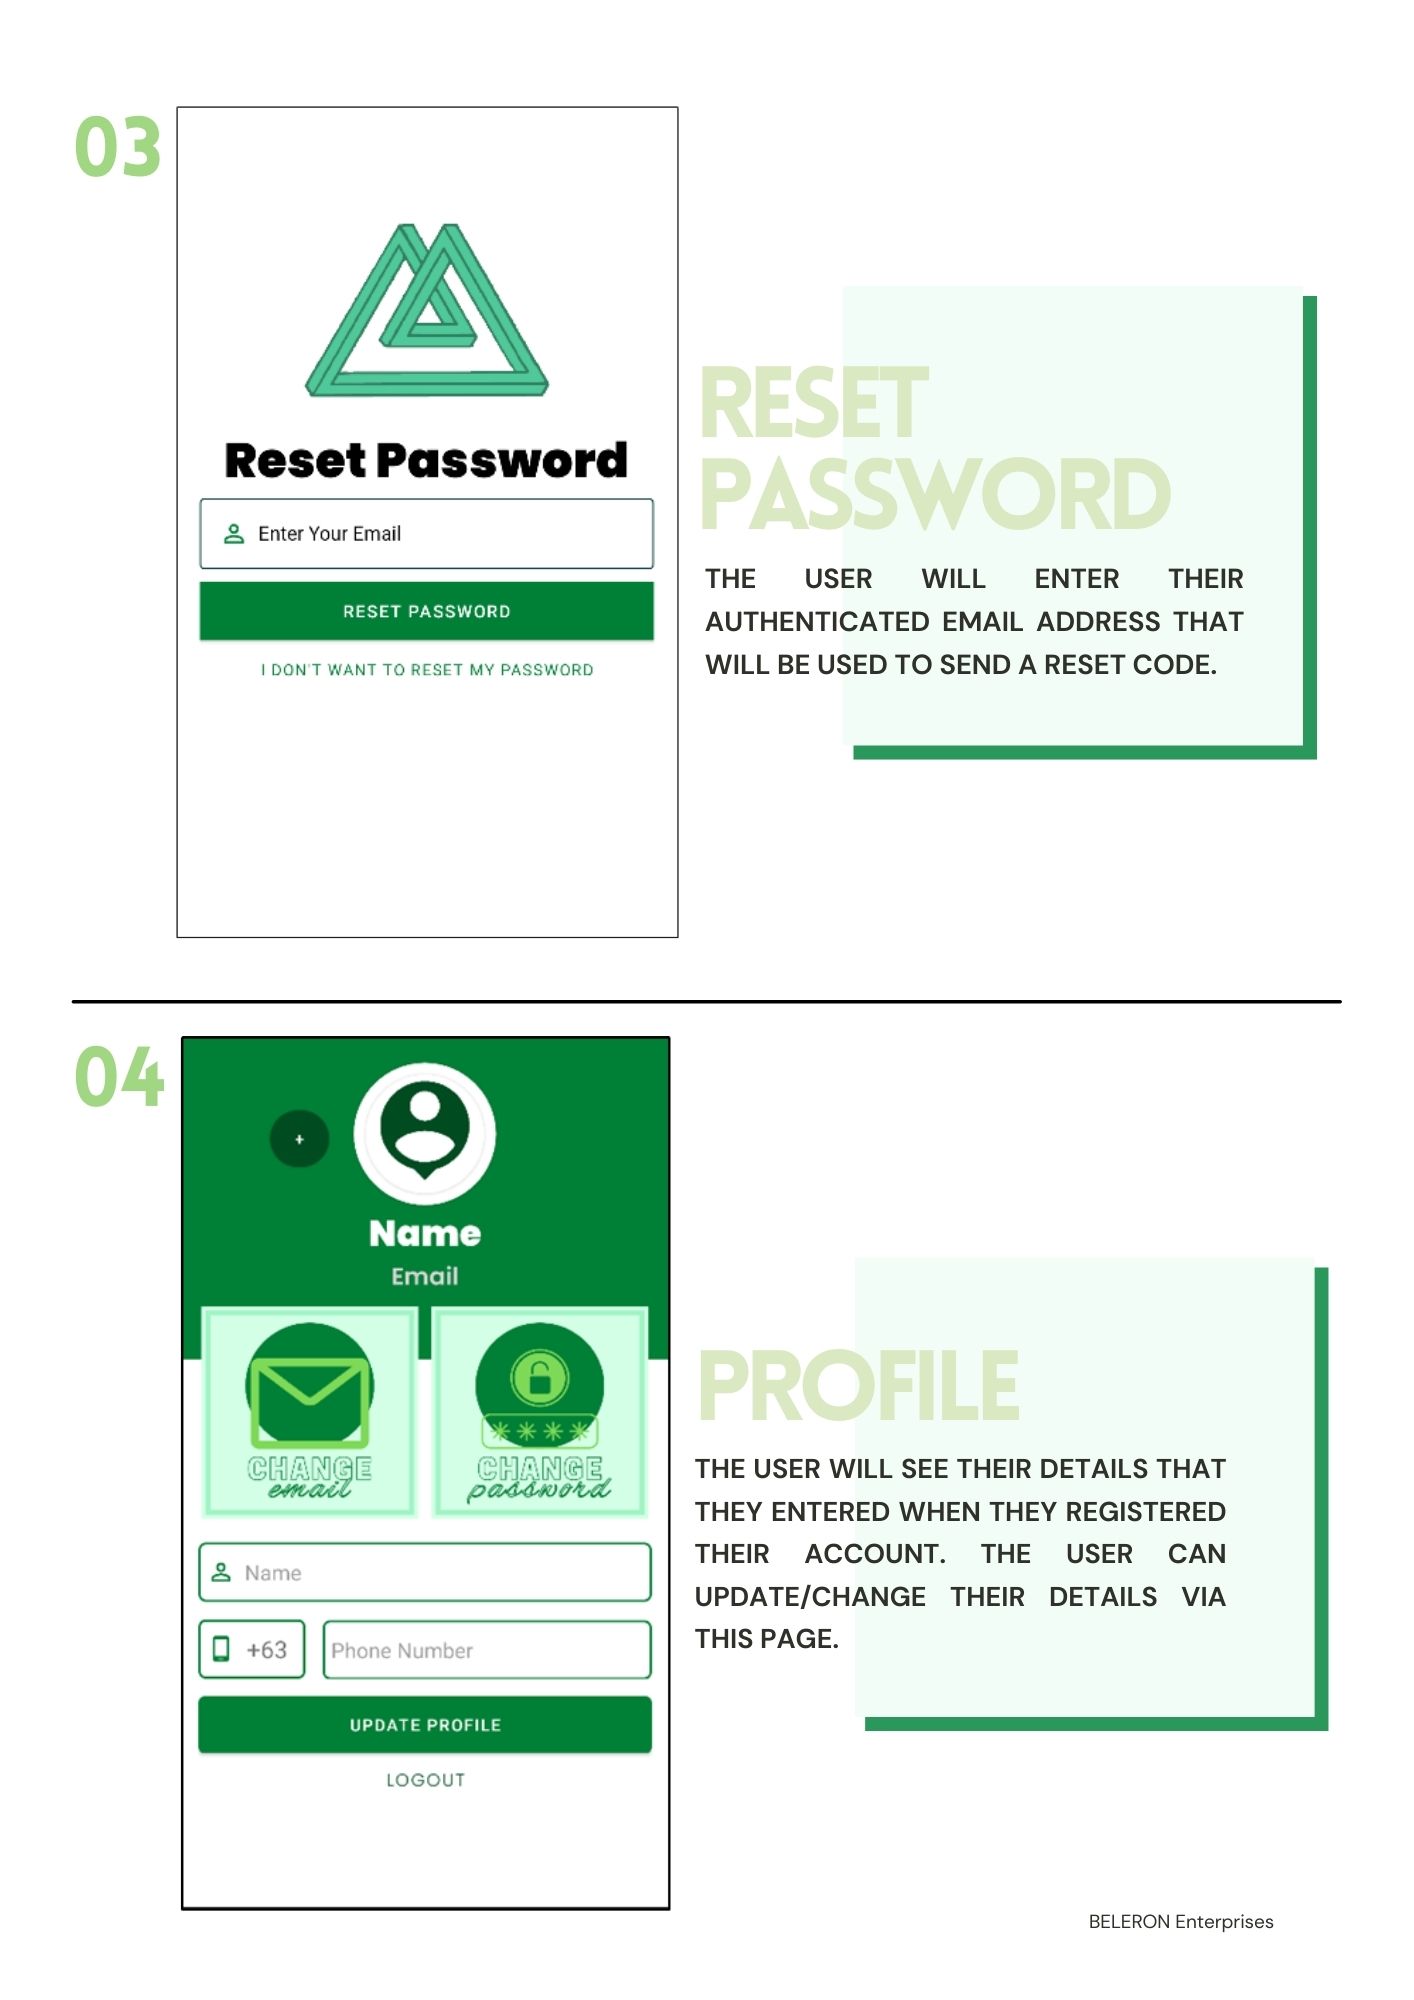 03
Reset Password
Enter Your Email
RESET PASSWORD
I DON'T WANT TO RESET MY PASSWORD
RESET
PASSWORD
THE USER WILL ENTER THEIR
AUTHENTICATED EMAIL ADDRESS THAT
WILL BE USED TO SEND A RESET CODE.
04
+
Name
Email
CHANGE
email
CHANGE
password
Name
+63
Phone Number
UPDATE PROFILE
LOGOUT
PROFILE
THE USER WILL SEE THEIR DETAILS THAT
THEY ENTERED WHEN THEY REGISTERED
THEIR ACCOUNT. THE USER CAN
UPDATE/CHANGE THEIR DETAILS VIA
THIS PAGE.
BELERON Enterprises